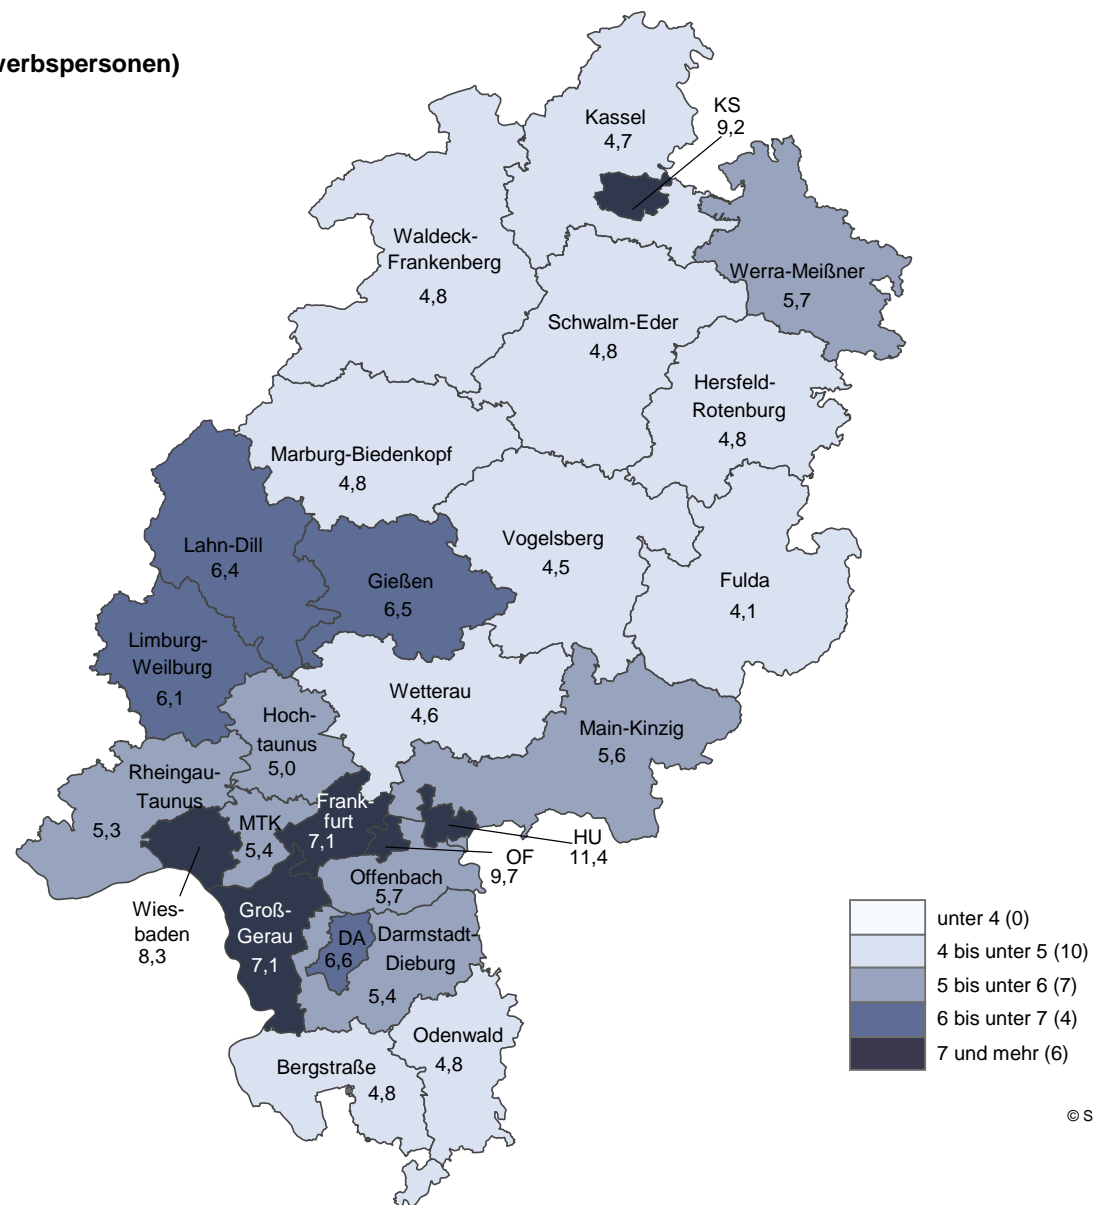 werbspersonen)
Kassel
4,7
KS
9,2
Waldeck-
Frankenberg
4,8
Werra-Meißner
5,7
Schwalm-Eder
4,8
Hersfeld-
Rotenburg
4,8
Marburg-Biedenkopf
4,8
Lahn-Dill
6,4
Gießen
6,5
Vogelsberg
4,5
Fulda
4,1
Limburg-
Weilburg
6,1
Wetterau
4,6
Hoch-
taunus
5,0
Main-Kinzig
5,6
Rheingau-
Taunus
5,3
MTK
5,4
Frank-
furt
7,1
HU
11,4
OF
9,7
Wies-
baden
8,3
Offenbach
5,7
Groß-
Gerau
7,1
DA
6,6
Darmstadt-
Dieburg
5,4
Odenwald
4,8
Bergstraße
4,8
unter 4 (0)
4 bis unter 5 (10)
5 bis unter 6 (7)
6 bis unter 7 (4)
7 und mehr (6)
© S